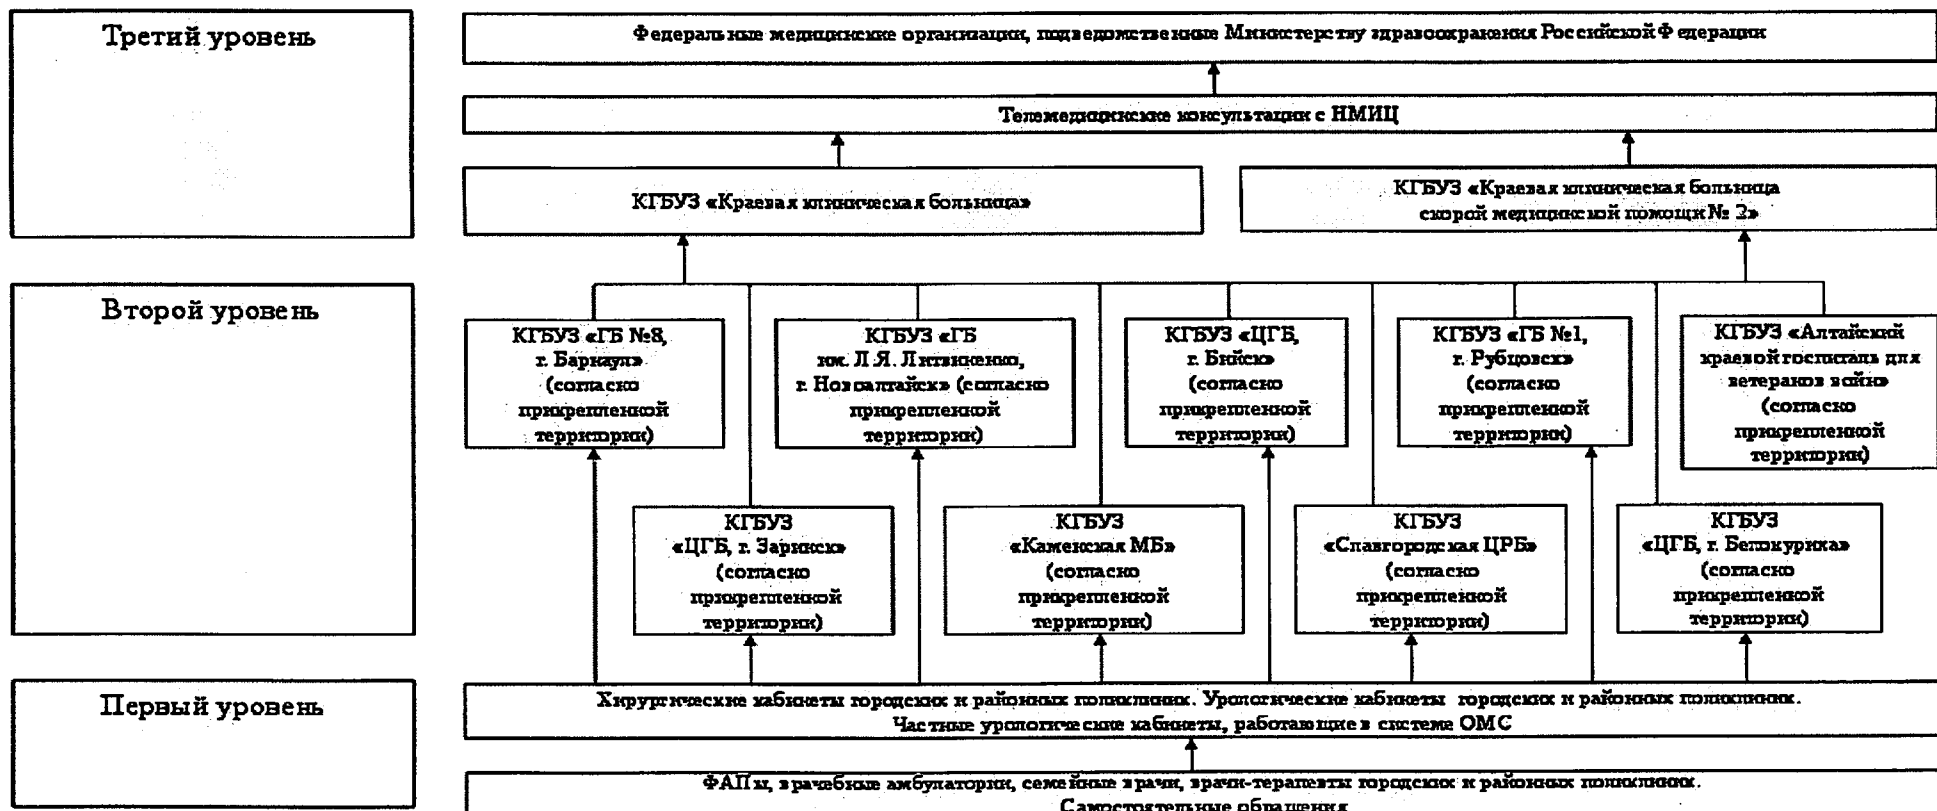 Третий уровень
Федеральные медицинские организации, подведомственные Министерству здравоохранения Российской Федерации
Телемедицинские консультации с НМИЦ
КГБУЗ «Краевая клиническая больница»
КГБУЗ «Краевая клиническая больница
скорой медицинской помощи № 2»
Второй уровень
КГБУЗ «ГБ №8,
г. Барнаул»
(согласно
прикрепленной
территории)
КГБУЗ «ГБ
им. Л.Я. Литвиненко,
г. Новоалтайск» (согласно
прикрепленной
территории)
КГБУЗ «ЦГБ,
г. Бийск»
(согласно
прикрепленной
территории)
КГБУЗ «ГБ №1,
г. Рубцовск»
(согласно
прикрепленной
территории)
КГБУЗ «Алтайский
краевой госпиталь для
ветеранов войн»
(согласно
прикрепленной
территории)
КГБУЗ
«ЦГБ, г. Заринск»
(согласно
прикрепленной
территории)
КГБУЗ
«Каменская МБ»
(согласно
прикрепленной
территории)
КГБУЗ
«Славгородская ЦРБ»
(согласно
прикрепленной
территории)
КГБУЗ
«ЦГБ, г. Белокуриха»
(согласно
прикрепленной
территории)
Первый уровень
Хирургические кабинеты городских и районных поликлиник. Урологические кабинеты городских и районных поликлиник.
Частные урологические кабинеты, работающие в системе ОМС
ФАПы, врачебные амбулатории, семейные врачи, врачи-терапевты городских и районных поликлиник.
Самостоятельные обращения